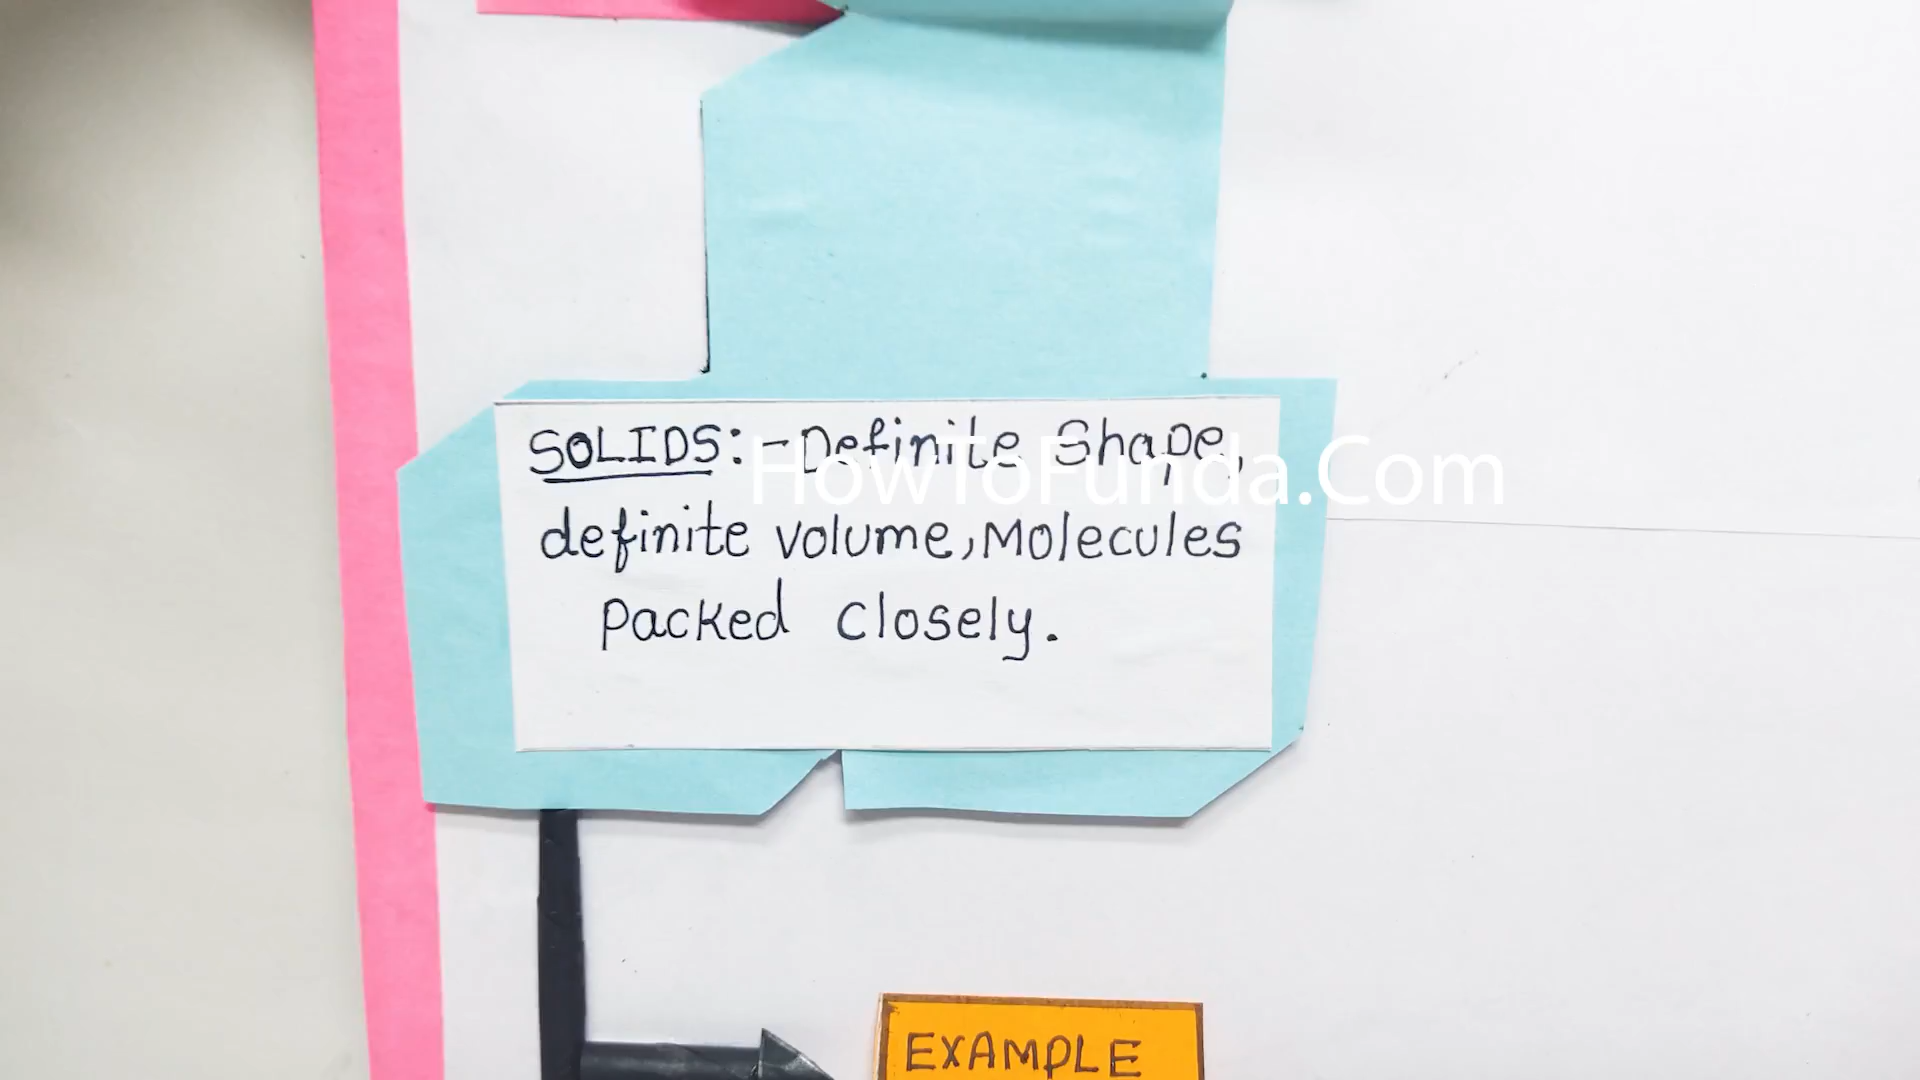 SOLIDS:-Definite Shape,
HowToFunda.Com
definite volume, Molecules
Packed Closely.
EXAMPLE